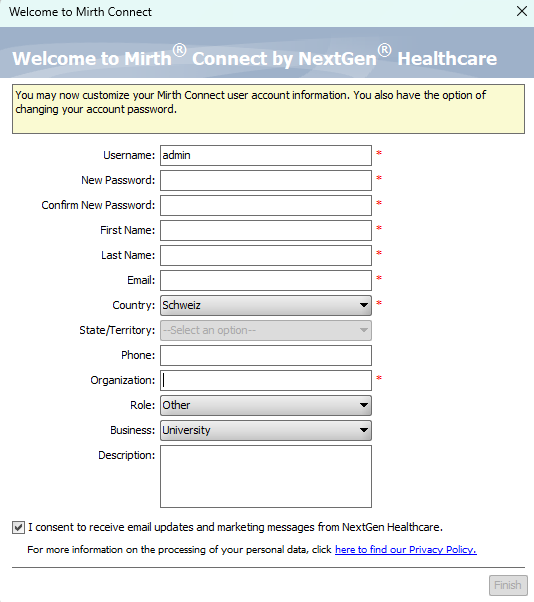 Welcome to Mirth Connect
Welcome to Mirth® Connect by NextGen® Healthcare
You may now customize your Mirth Connect user account information. You also have the option of
changing your account password.
Username: admin *
New Password: *
Confirm New Password: *
First Name: *
Last Name: *
Email: *
Country: Schweiz *
State/Territory: --Select an option--
Phone:
Organization: *
Role: Other
Business: University
Description:
I consent to receive email updates and marketing messages from NextGen Healthcare.
For more information on the processing of your personal data, click here to find our Privacy Policy.
Finish